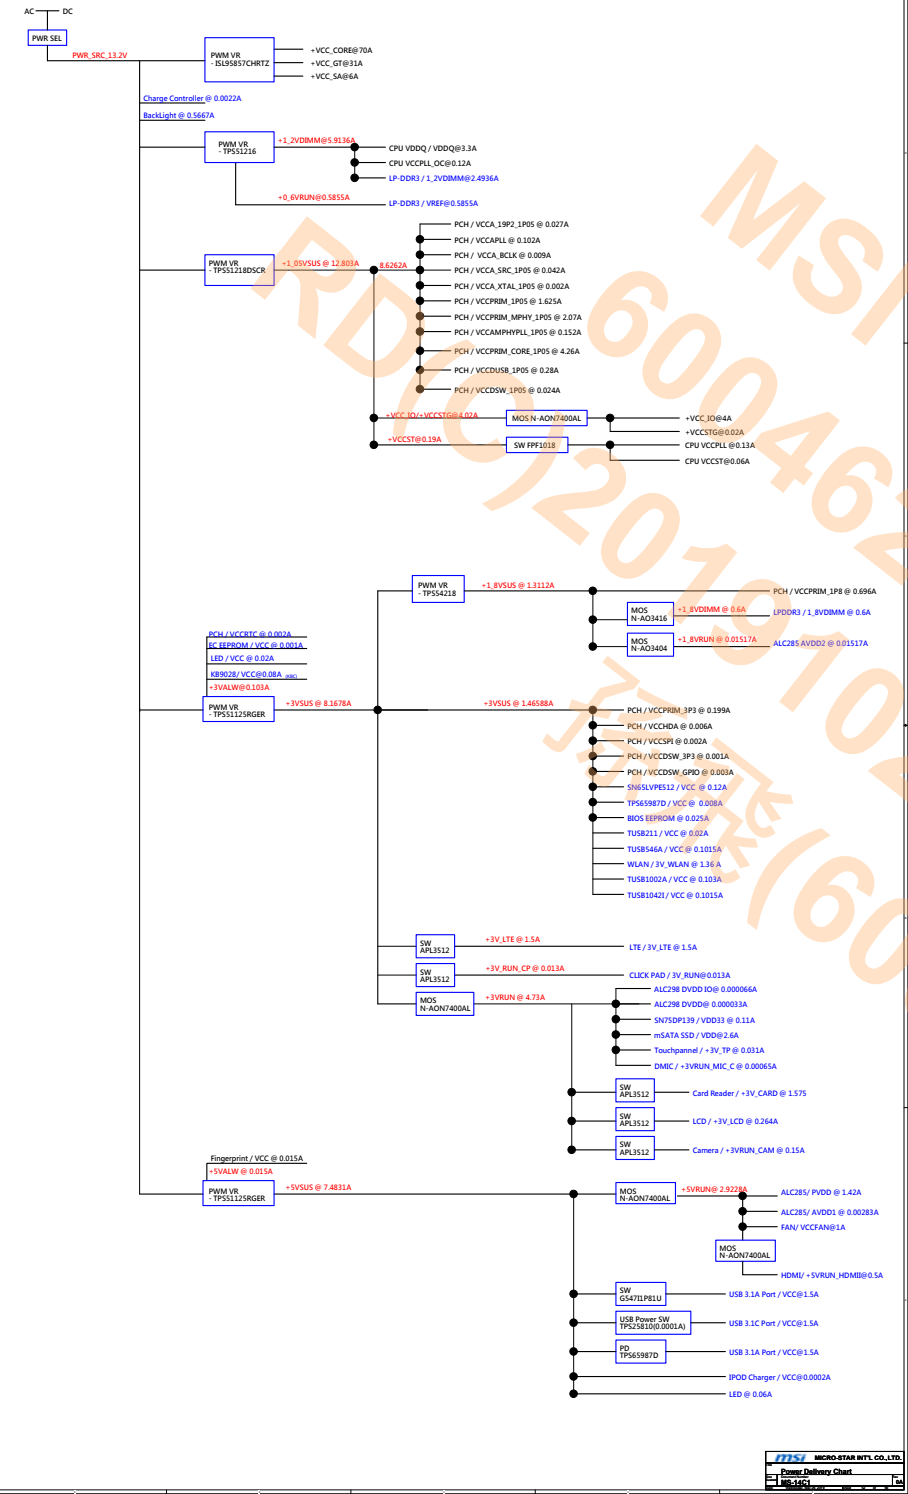 AC DC
PWR SEL
PWR_SRC_13.2V
PWM VR
- ISL95857CHRTZ
+VCC_CORE@70A
+VCC_GT@31A
+VCC_SA@6A
Charge Controller @ 0.0022A
BackLight @ 0.5667A
PWM VR
- TPS51216
+1_2VDIMM@5.9136A
CPU VDDQ / VDDQ@3.3A
CPU VCCPLL_OC@0.12A
LP-DDR3 / 1_2VDIMM@2.4936A
+0_6VRUN@0.5855A
LP-DDR3 / VREF@0.5855A
PWM VR
- TPS51218DSCR
+1_05VSUS @ 12.803A
8.6262A
PCH / VCCA_19P2_1P05 @ 0.027A
PCH / VCCAPLL @ 0.102A
PCH / VCCA_BCLK @ 0.009A
PCH / VCCA_SRC_1P05 @ 0.042A
PCH / VCCA_XTAL_1P05 @ 0.002A
PCH / VCCPRIM_1P05 @ 1.625A
PCH / VCCPRIM_MPHY_1P05 @ 2.07A
PCH / VCCAMPHYPLL_1P05 @ 0.152A
PCH / VCCPRIM_CORE_1P05 @ 4.26A
PCH / VCCDUSB_1P05 @ 0.28A
PCH / VCCDSW_1P05 @ 0.024A
+VCC_IO/+VCCSTG@4.02A
MOS N-AON7400AL
+VCC_IO@4A
+VCCSTG@0.02A
+VCCST@0.19A
SW FPF1018
CPU VCCPLL @0.13A
CPU VCCST@0.06A
PWM VR
- TPS54218
+1_8VSUS @ 1.3112A
PCH / VCCPRIM_1P8 @ 0.696A
MOS
N-AO3416
+1_8VDIMM @ 0.6A
LPDDR3 / 1_8VDIMM @ 0.6A
MOS
N-AO3404
+1_8VRUN @ 0.01517A
ALC285 AVDD2 @ 0.01517A
PCH / VCCRTC @ 0.002A
EC EEPROM / VCC @ 0.001A
LED / VCC @ 0.02A
KB9028/ VCC@0.08A (KBC)
+3VALW@0.103A
PWM VR
- TPS51125RGER
+3VSUS @ 8.1678A
+3VSUS @ 1.46588A
PCH / VCCPRIM_3P3 @ 0.199A
PCH / VCCHDA @ 0.006A
PCH / VCCSPI @ 0.002A
PCH / VCCDSW_3P3 @ 0.001A
PCH / VCCDSW_GPIO @ 0.003A
SN65LVPE512 / VCC @ 0.12A
TPS65987D / VCC @ 0.008A
BIOS EEPROM @ 0.025A
TUSB211 / VCC @ 0.02A
TUSB546A / VCC @ 0.1015A
WLAN / 3V_WLAN @ 1.36 A
TUSB1002A / VCC @ 0.103A
TUSB1042I / VCC @ 0.1015A
SW
APL3512
+3V_LTE @ 1.5A
LTE / 3V_LTE @ 1.5A
SW
APL3512
+3V_RUN_CP @ 0.013A
CLICK PAD / 3V_RUN@0.013A
MOS
N-AON7400AL
+3VRUN @ 4.73A
ALC298 DVDD IO@ 0.000066A
ALC298 DVDD@ 0.000033A
SN75DP139 / VDD33 @ 0.11A
mSATA SSD / VDD@2.6A
Touchpannel / +3V_TP @ 0.031A
DMIC / +3VRUN_MIC_C @ 0.00065A
SW
APL3512
Card Reader / +3V_CARD @ 1.575
SW
APL3512
LCD / +3V_LCD @ 0.264A
SW
APL3512
Camera / +3VRUN_CAM @ 0.15A
Fingerprint / VCC @ 0.015A
+5VALW @ 0.015A
PWM VR
- TPS51125RGER
+5VSUS @ 7.4831A
MOS
N-AON7400AL
+5VRUN@ 2.9228A
ALC285/ PVDD @ 1.42A
ALC285/ AVDD1 @ 0.00283A
FAN/ VCCFAN@1A
MOS
N-AON7400AL
HDMI/ +5VRUN_HDMII@0.5A
SW
G547I1P81U
USB 3.1A Port / VCC@1.5A
USB Power SW
TPS25810(0.0001A)
USB 3.1C Port / VCC@1.5A
PD
TPS65987D
USB 3.1A Port / VCC@1.5A
IPOD Charger / VCC@0.0002A
LED @ 0.06A
MSI
600462
RD(C)2019102
孫飛(60
msi MICRO-STAR INT'L CO.,LTD.
Power Delivery Chart
MS-14C1
0A